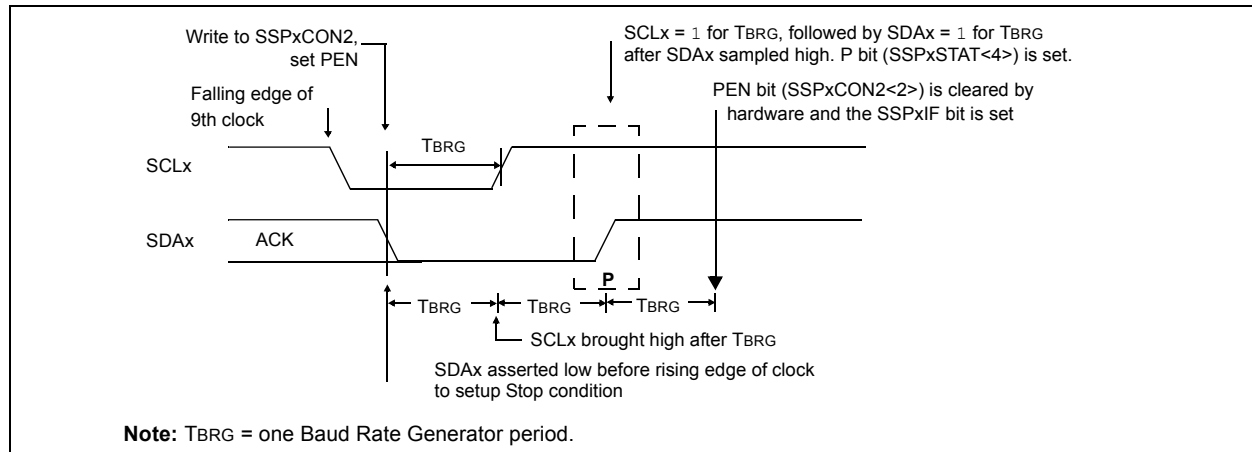 Write to SSPxCON2,
set PEN
SCLx = 1 for TBRG, followed by SDAx = 1 for TBRG
after SDAx sampled high. P bit (SSPxSTAT<4>) is set.
Falling edge of
9th clock
PEN bit (SSPxCON2<2>) is cleared by
hardware and the SSPxIF bit is set
TBRG
SCLx
SDAx
ACK
P
TBRG
TBRG
TBRG
SCLx brought high after TBRG
SDAx asserted low before rising edge of clock
to setup Stop condition
Note: TBRG = one Baud Rate Generator period.